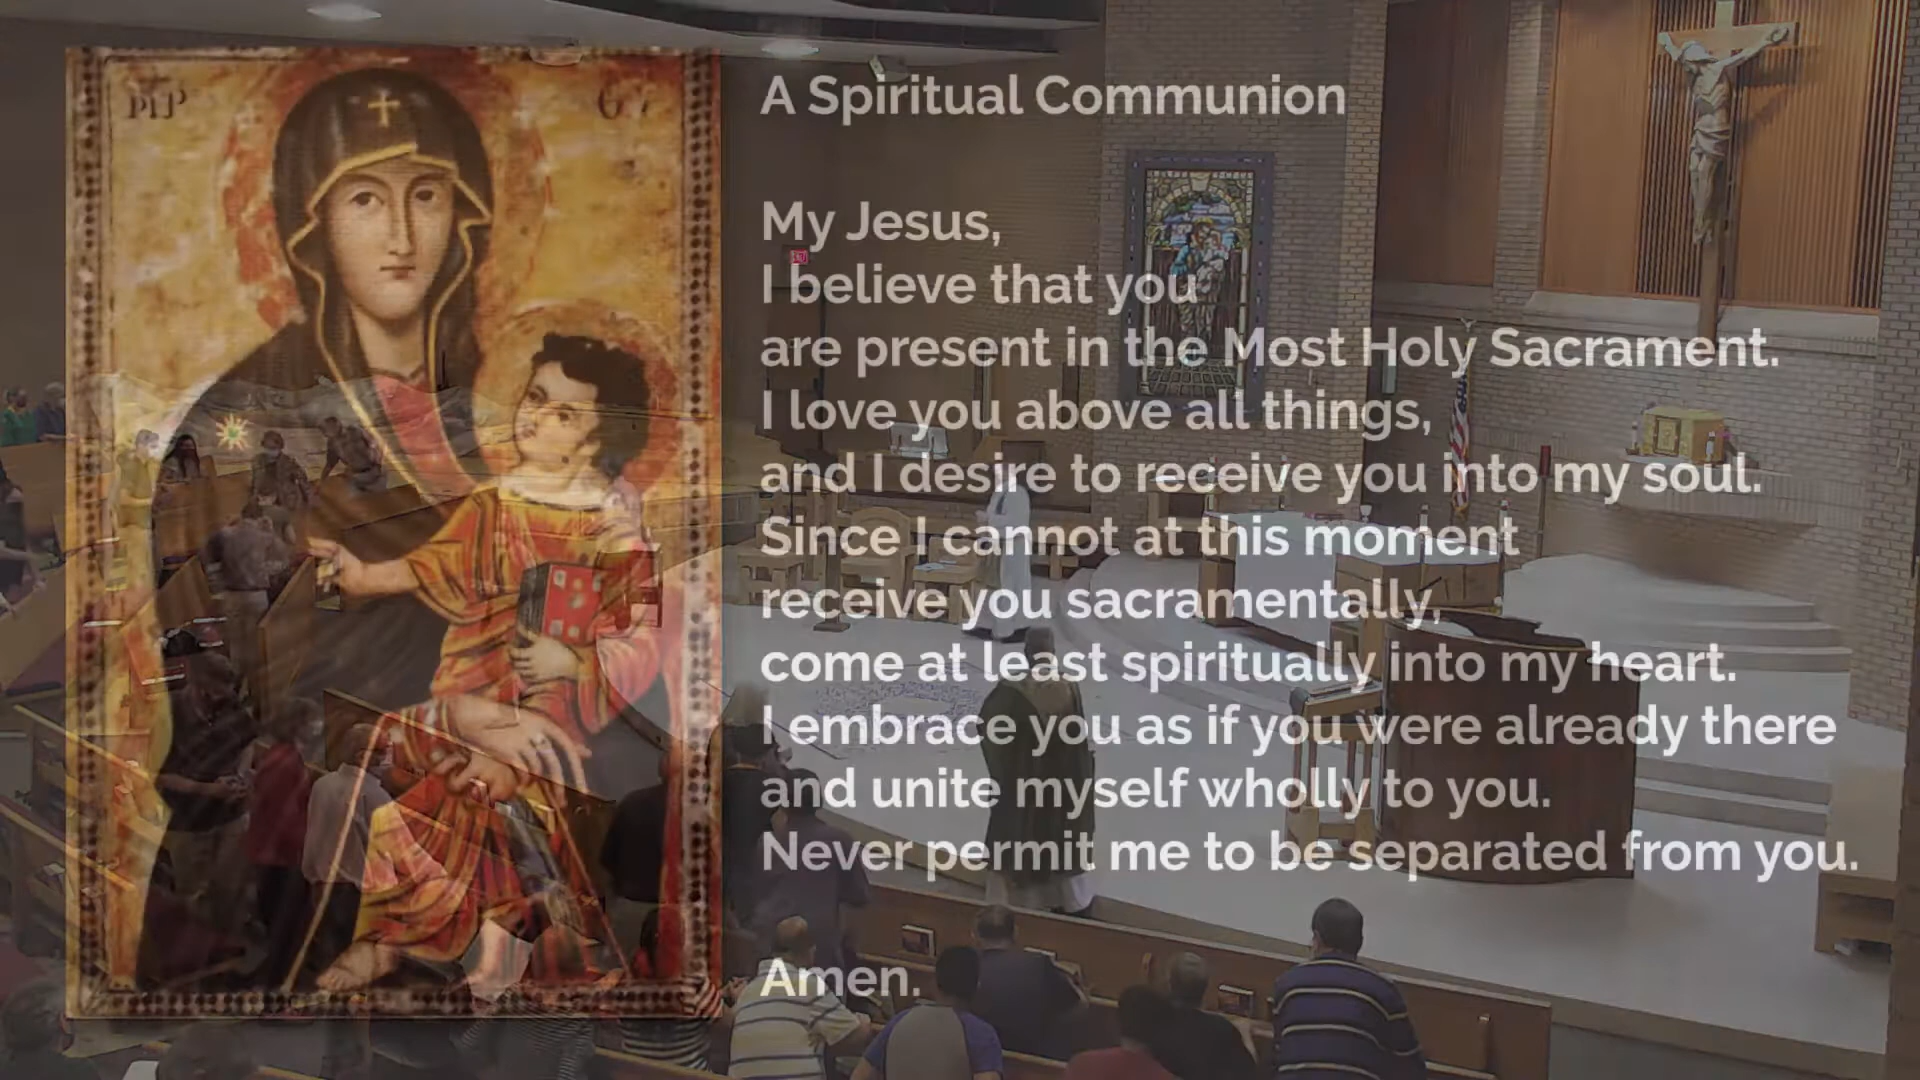 A Spiritual Communion
My Jesus,
I believe that you
are present in the Most Holy Sacrament.
I love you above all things,
and I desire to receive you into my soul.
Since I cannot at this moment
receive you sacramentally,
come at least spiritually into my heart.
I embrace you as if you were already there
and unite myself wholly to you.
Never permit me to be separated from you.
Amen.